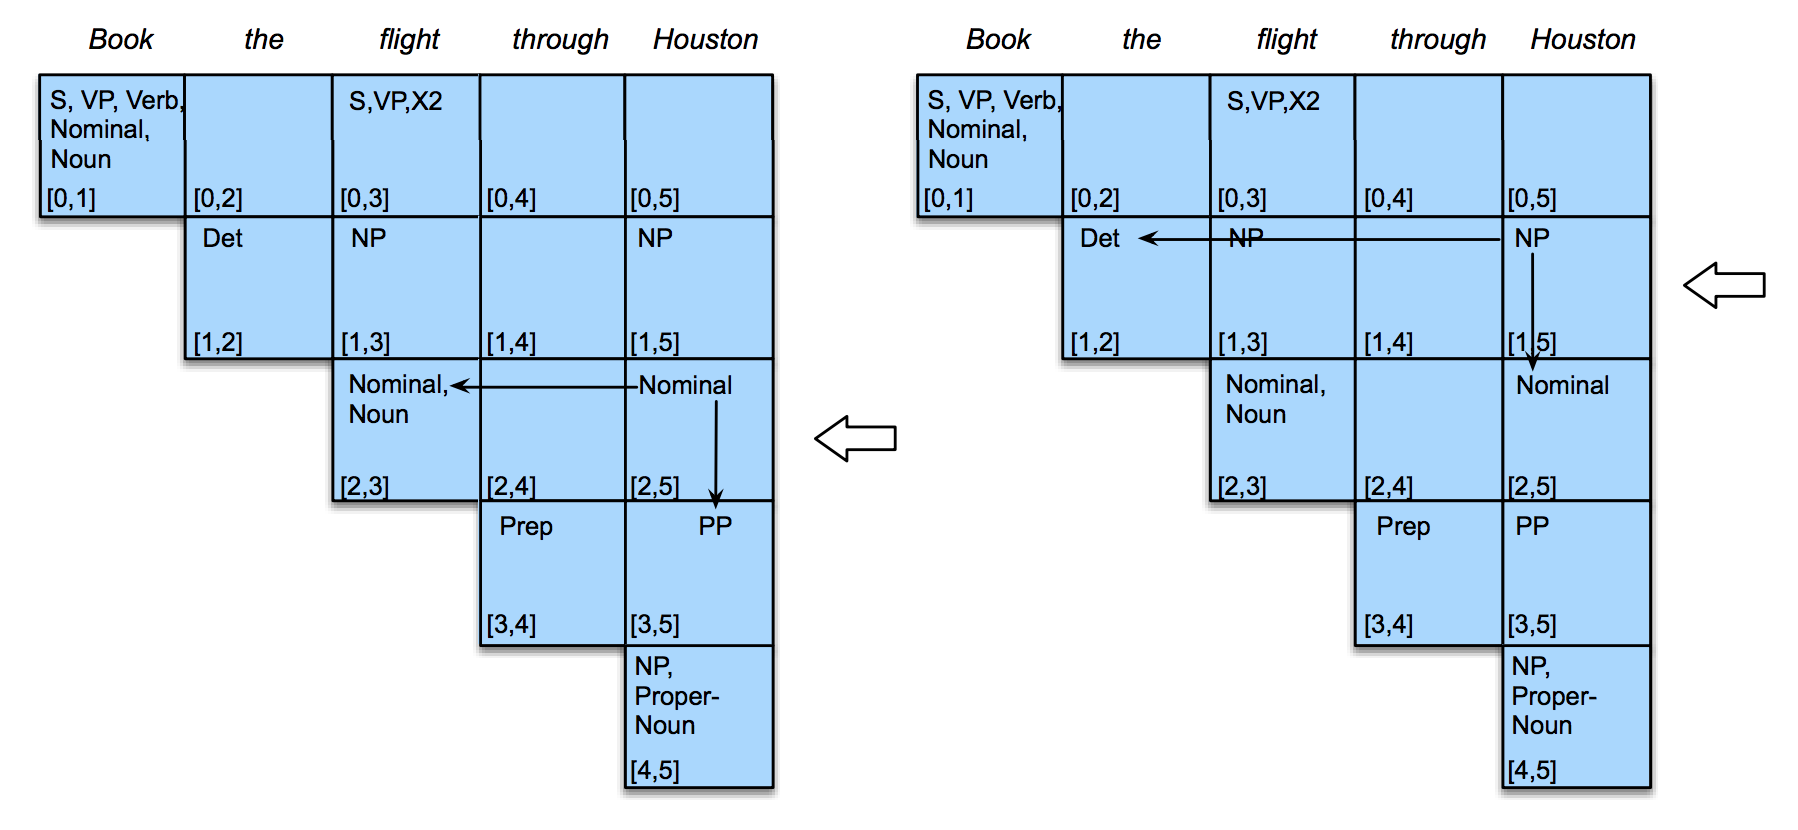 Book the flight through Houston
S, VP, Verb,
Nominal,
Noun
[0,1]
[0,2]
S,VP,X2
[0,3]
[0,4]
[0,5]
Det
[1,2]
NP
[1,3]
[1,4]
NP
[1,5]
Nominal,
Noun
[2,3]
[2,4]
Nominal
[2,5]
Prep
[3,4]
PP
[3,5]
NP,
Proper-
Noun
[4,5]
Book the flight through Houston
S, VP, Verb,
Nominal,
Noun
[0,1]
[0,2]
S,VP,X2
[0,3]
[0,4]
[0,5]
Det
[1,2]
NP
[1,3]
[1,4]
NP
[1,5]
Nominal,
Noun
[2,3]
[2,4]
Nominal
[2,5]
Prep
[3,4]
PP
[3,5]
NP,
Proper-
Noun
[4,5]